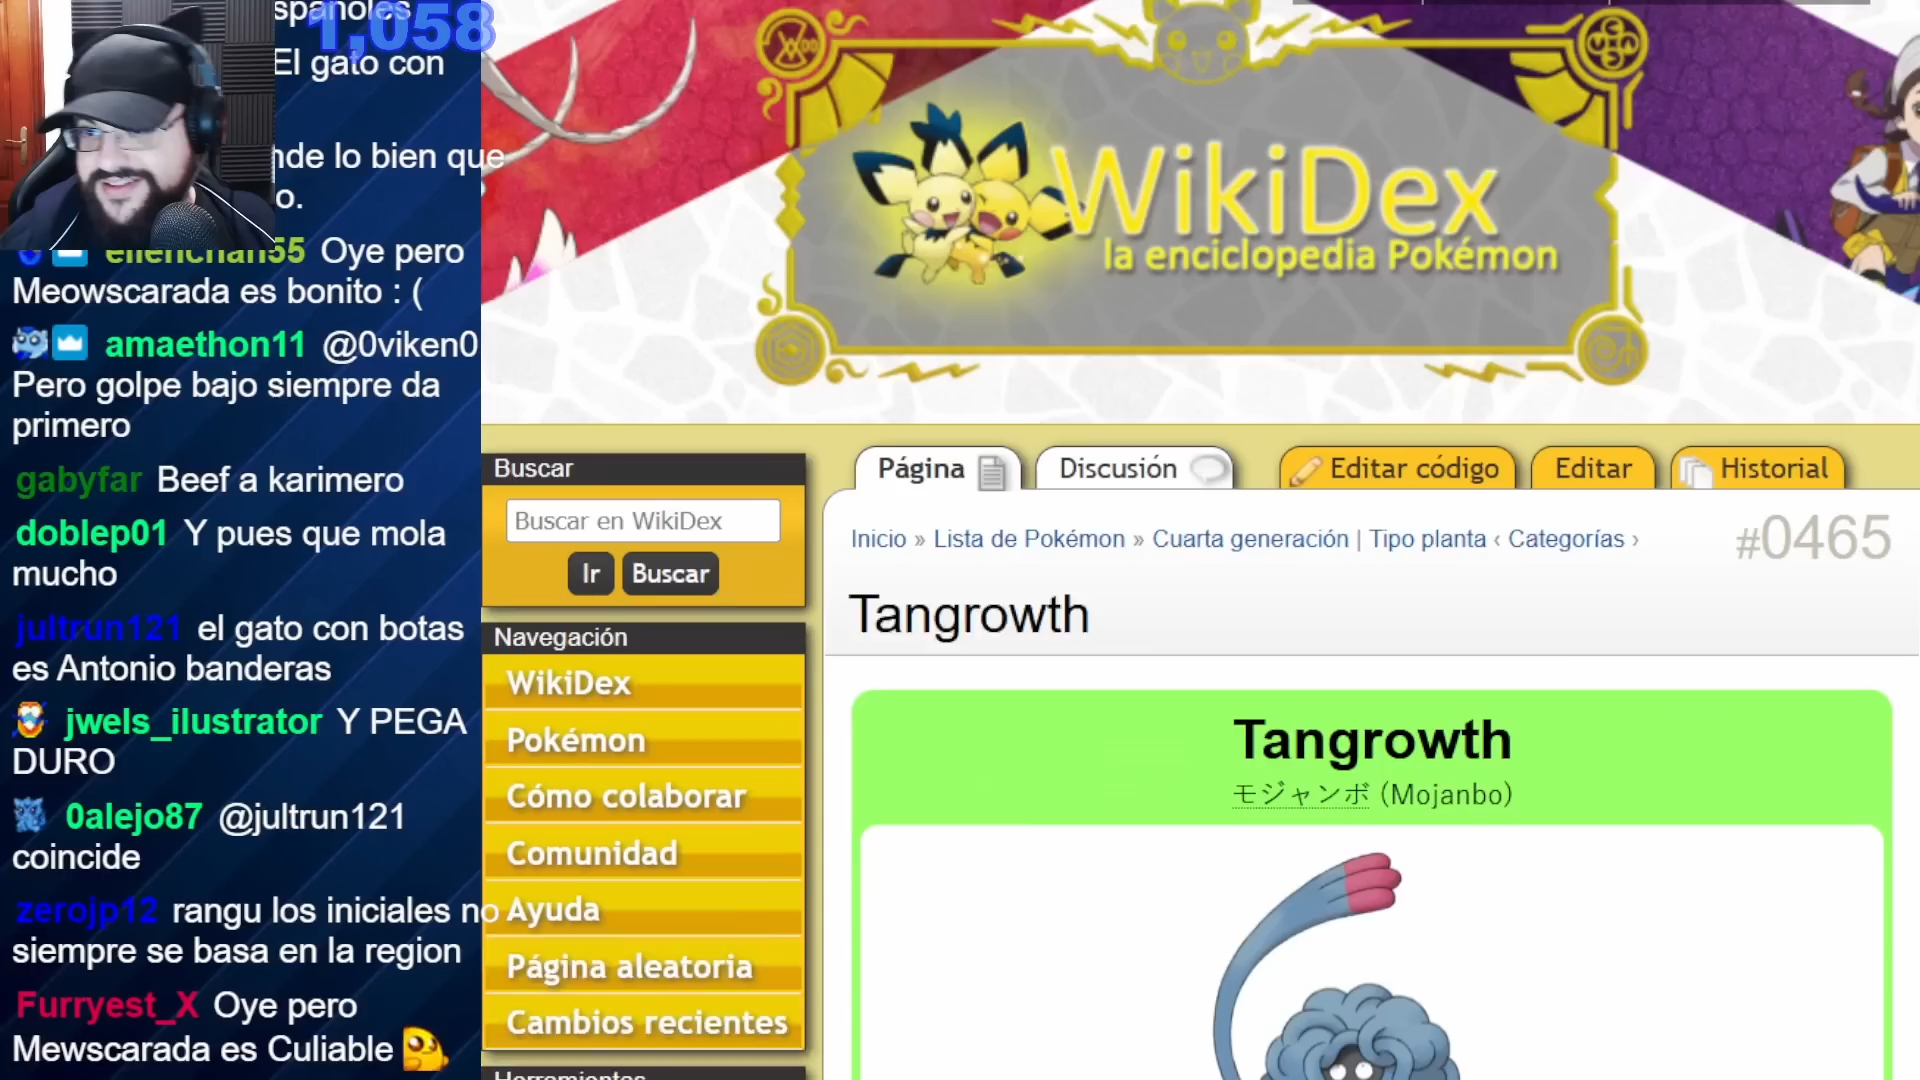 spañoles
1,058
El gato con
nde lo bien que
o.
ellenchan55 Oye pero
Meowscarada es bonito : (
amaethon11 @0viken0
Pero golpe bajo siempre da
primero
gabyfar Beef a karimero
doblep01 Y pues que mola
mucho
jultrun121 el gato con botas
es Antonio banderas
jwels_ilustrator Y PEGA
DURO
0alejo87 @jultrun121
coincide
zerojp12 rangu los iniciales no
siempre se basa en la region
Furryest_X Oye pero
Mewscarada es Culiable
WikiDex
la enciclopedia Pokémon
Buscar
Buscar en WikiDex
Ir Buscar
Navegación
WikiDex
Pokémon
Cómo colaborar
Comunidad
Ayuda
Página aleatoria
Cambios recientes
Herramientas
Página Discusión Editar código Editar Historial
Inicio » Lista de Pokémon » Cuarta generación | Tipo planta ‹ Categorías ›
#0465
Tangrowth
Tangrowth
モジャンボ (Mojanbo)